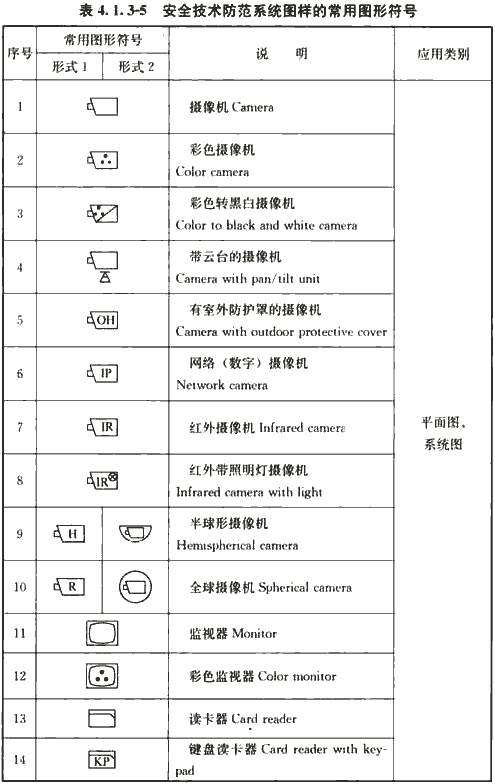 表 4.1.3-5 安全技术防范系统图样的常用图形符号
序号 常用图形符号 说 明 应用类别
形式 1 形式 2
1 摄像机 Camera
2 彩色摄像机
Color camera
3 彩色转黑白摄像机
Color to black and white camera
4 带云台的摄像机
Camera with pan/tilt unit
5 OH 有室外防护罩的摄像机
Camera with outdoor protective cover
6 IP 网络（数字）摄像机
Network camera
7 IR 红外摄像机 Infrared camera
平面图、
系统图
8 IR 红外带照明灯摄像机
Infrared camera with light
9 H 半球形摄像机
Hemispherical camera
10 R 全球摄像机 Spherical camera
11 监视器 Monitor
12 彩色监视器 Color monitor
13 读卡器 Card reader
14 KP 键盘读卡器 Card reader with key-
pad